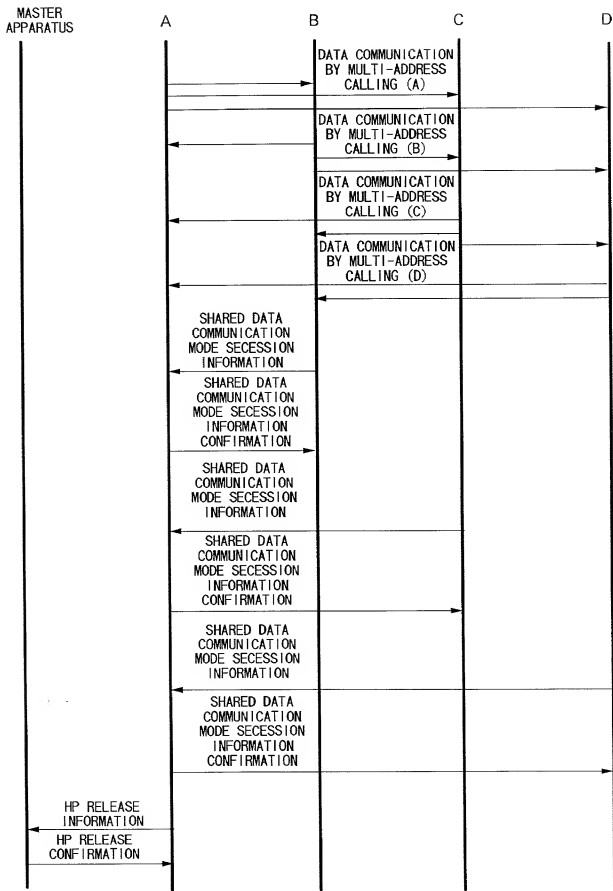 MASTER
APPARATUS
A
B
C
D
DATA COMMUNICATION
BY MULTI-ADDRESS
CALLING (A)
DATA COMMUNICATION
BY MULTI-ADDRESS
CALLING (B)
DATA COMMUNICATION
BY MULTI-ADDRESS
CALLING (C)
DATA COMMUNICATION
BY MULTI-ADDRESS
CALLING (D)
SHARED DATA
COMMUNICATION
MODE SECESSION
INFORMATION
SHARED DATA
COMMUNICATION
MODE SECESSION
INFORMATION
CONFIRMATION
SHARED DATA
COMMUNICATION
MODE SECESSION
INFORMATION
SHARED DATA
COMMUNICATION
MODE SECESSION
INFORMATION
CONFIRMATION
SHARED DATA
COMMUNICATION
MODE SECESSION
INFORMATION
SHARED DATA
COMMUNICATION
MODE SECESSION
INFORMATION
CONFIRMATION
HP RELEASE
INFORMATION
HP RELEASE
CONFIRMATION